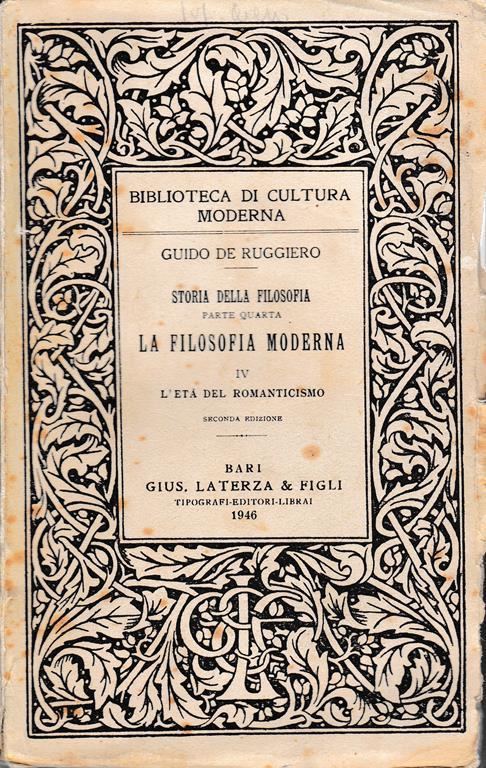 BIBLIOTECA DI CULTURA
MODERNA
GUIDO DE RUGGIERO
STORIA DELLA FILOSOFIA
PARTE QUARTA
LA FILOSOFIA MODERNA
IV
L'ETÀ DEL ROMANTICISMO
SECONDA EDIZIONE
BARI
GIUS. LATERZA & FIGLI
TIPOGRAFI-EDITORI-LIBRAI
1946